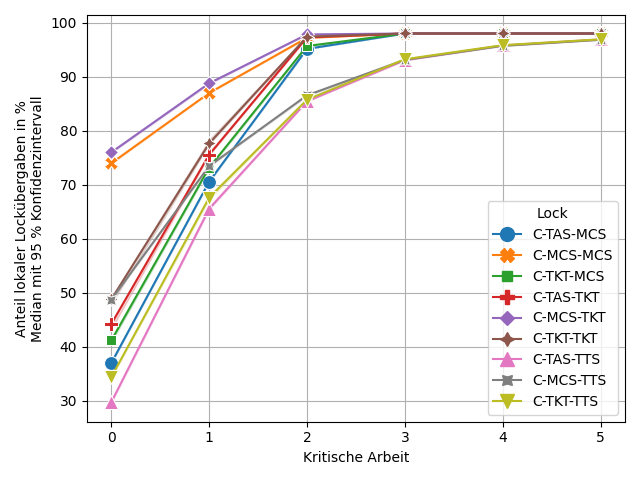 Anteil lokaler Lockübergaben in %
Median mit 95 % Konfidenzintervall
100
90
80
70
60
50
40
30
0 1 2 3 4 5
Kritische Arbeit
Lock
C-TAS-MCS
C-MCS-MCS
C-TKT-MCS
C-TAS-TKT
C-MCS-TKT
C-TKT-TKT
C-TAS-TTS
C-MCS-TTS
C-TKT-TTS